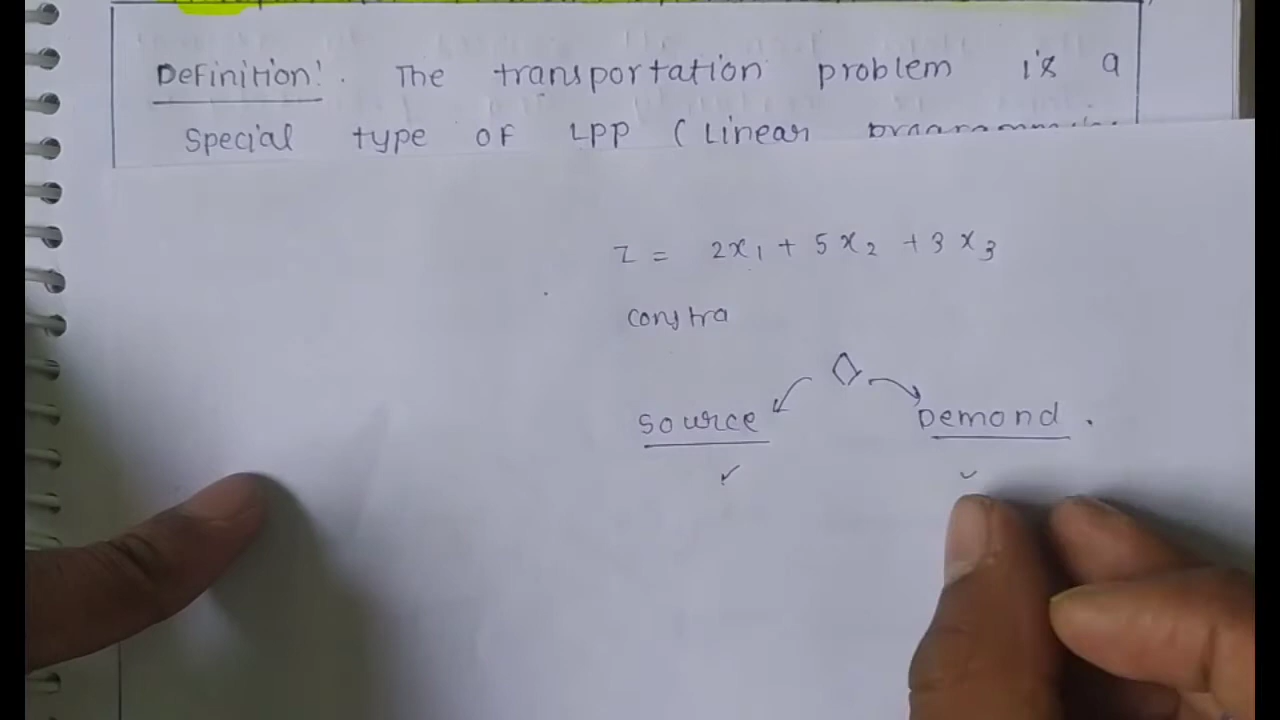 Definition:. The transportation problem is a
Special type of LPP (Linear
Z = 2x1 + 5x2 + 3x3
Constra
Source Demond.